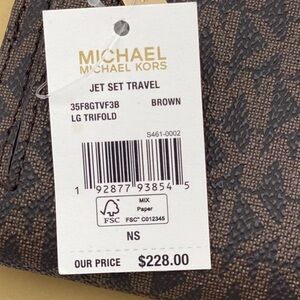 MICHAEL
MICHAEL KORS
JET SET TRAVEL
35F8GTVF3B BROWN
LG TRIFOLD
S461-0002
1 92877 93854 5
FSC
MIX
Paper
FSC® C012345
NS
OUR PRICE $228.00